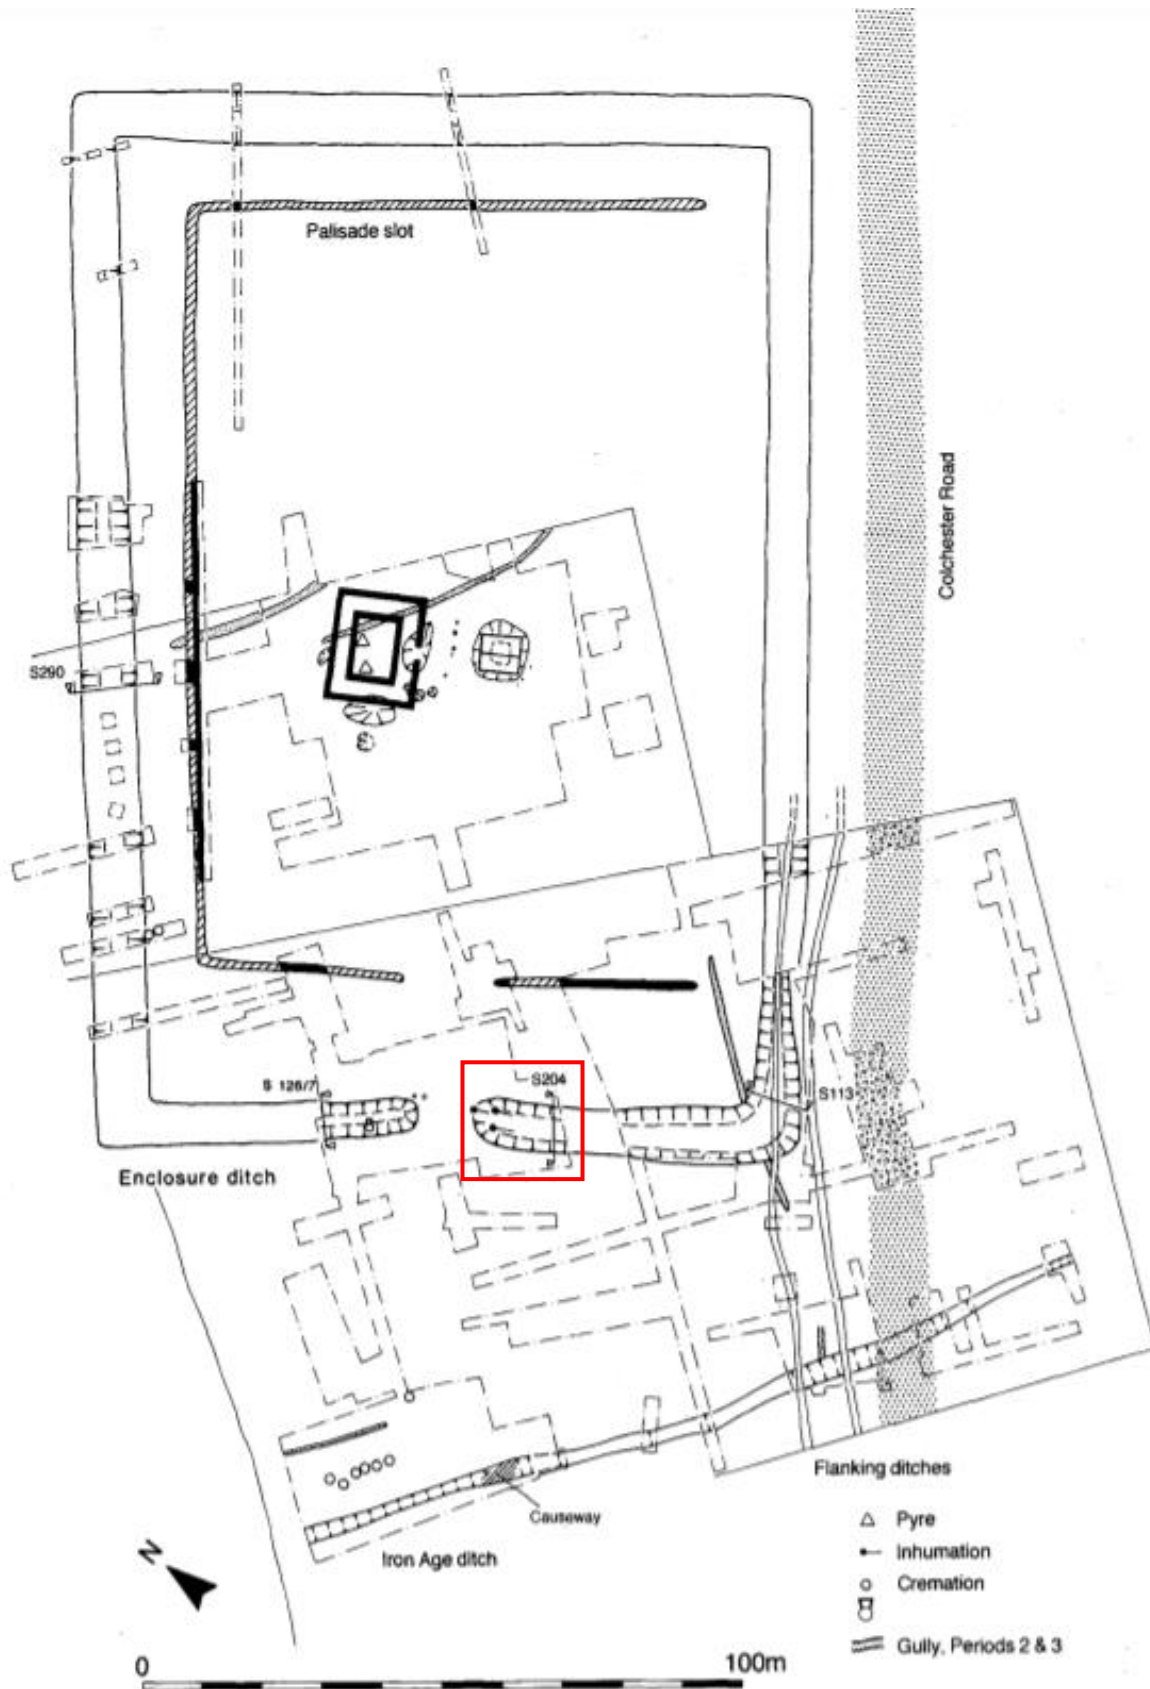 Palisade slot
Colchester Road
S290
S 126/7
S204
S113
Enclosure ditch
Causeway
Iron Age ditch
Flanking ditches
Pyre
Inhumation
Cremation
Gully, Periods 2 & 3
N
0 100m